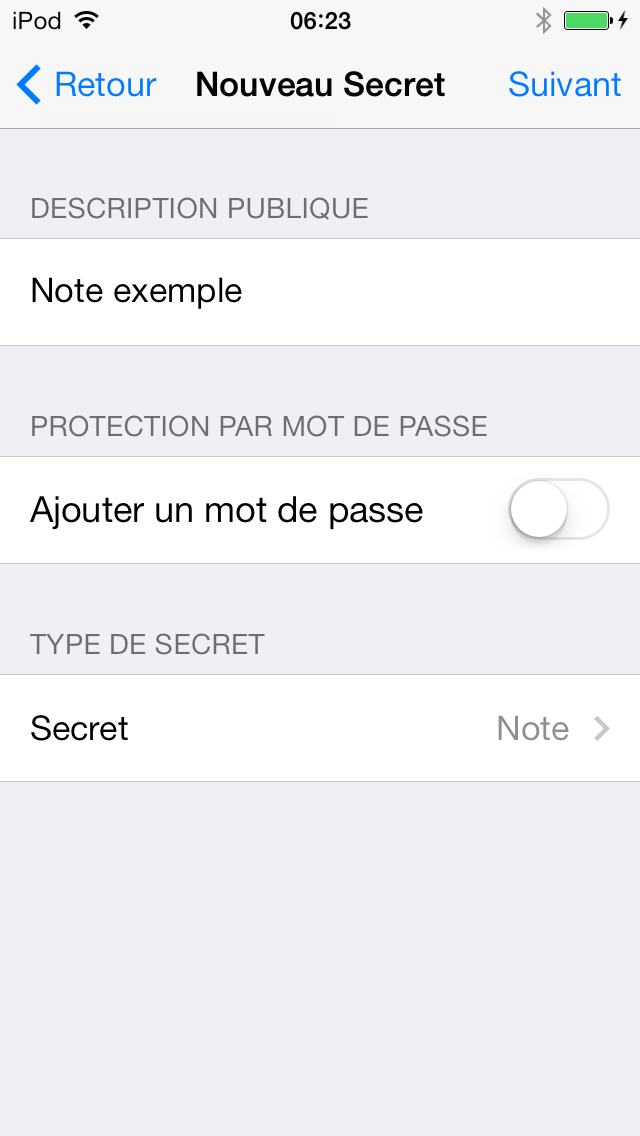 iPod 06:23
Retour Nouveau Secret Suivant
DESCRIPTION PUBLIQUE
Note exemple
PROTECTION PAR MOT DE PASSE
Ajouter un mot de passe
TYPE DE SECRET
Secret Note